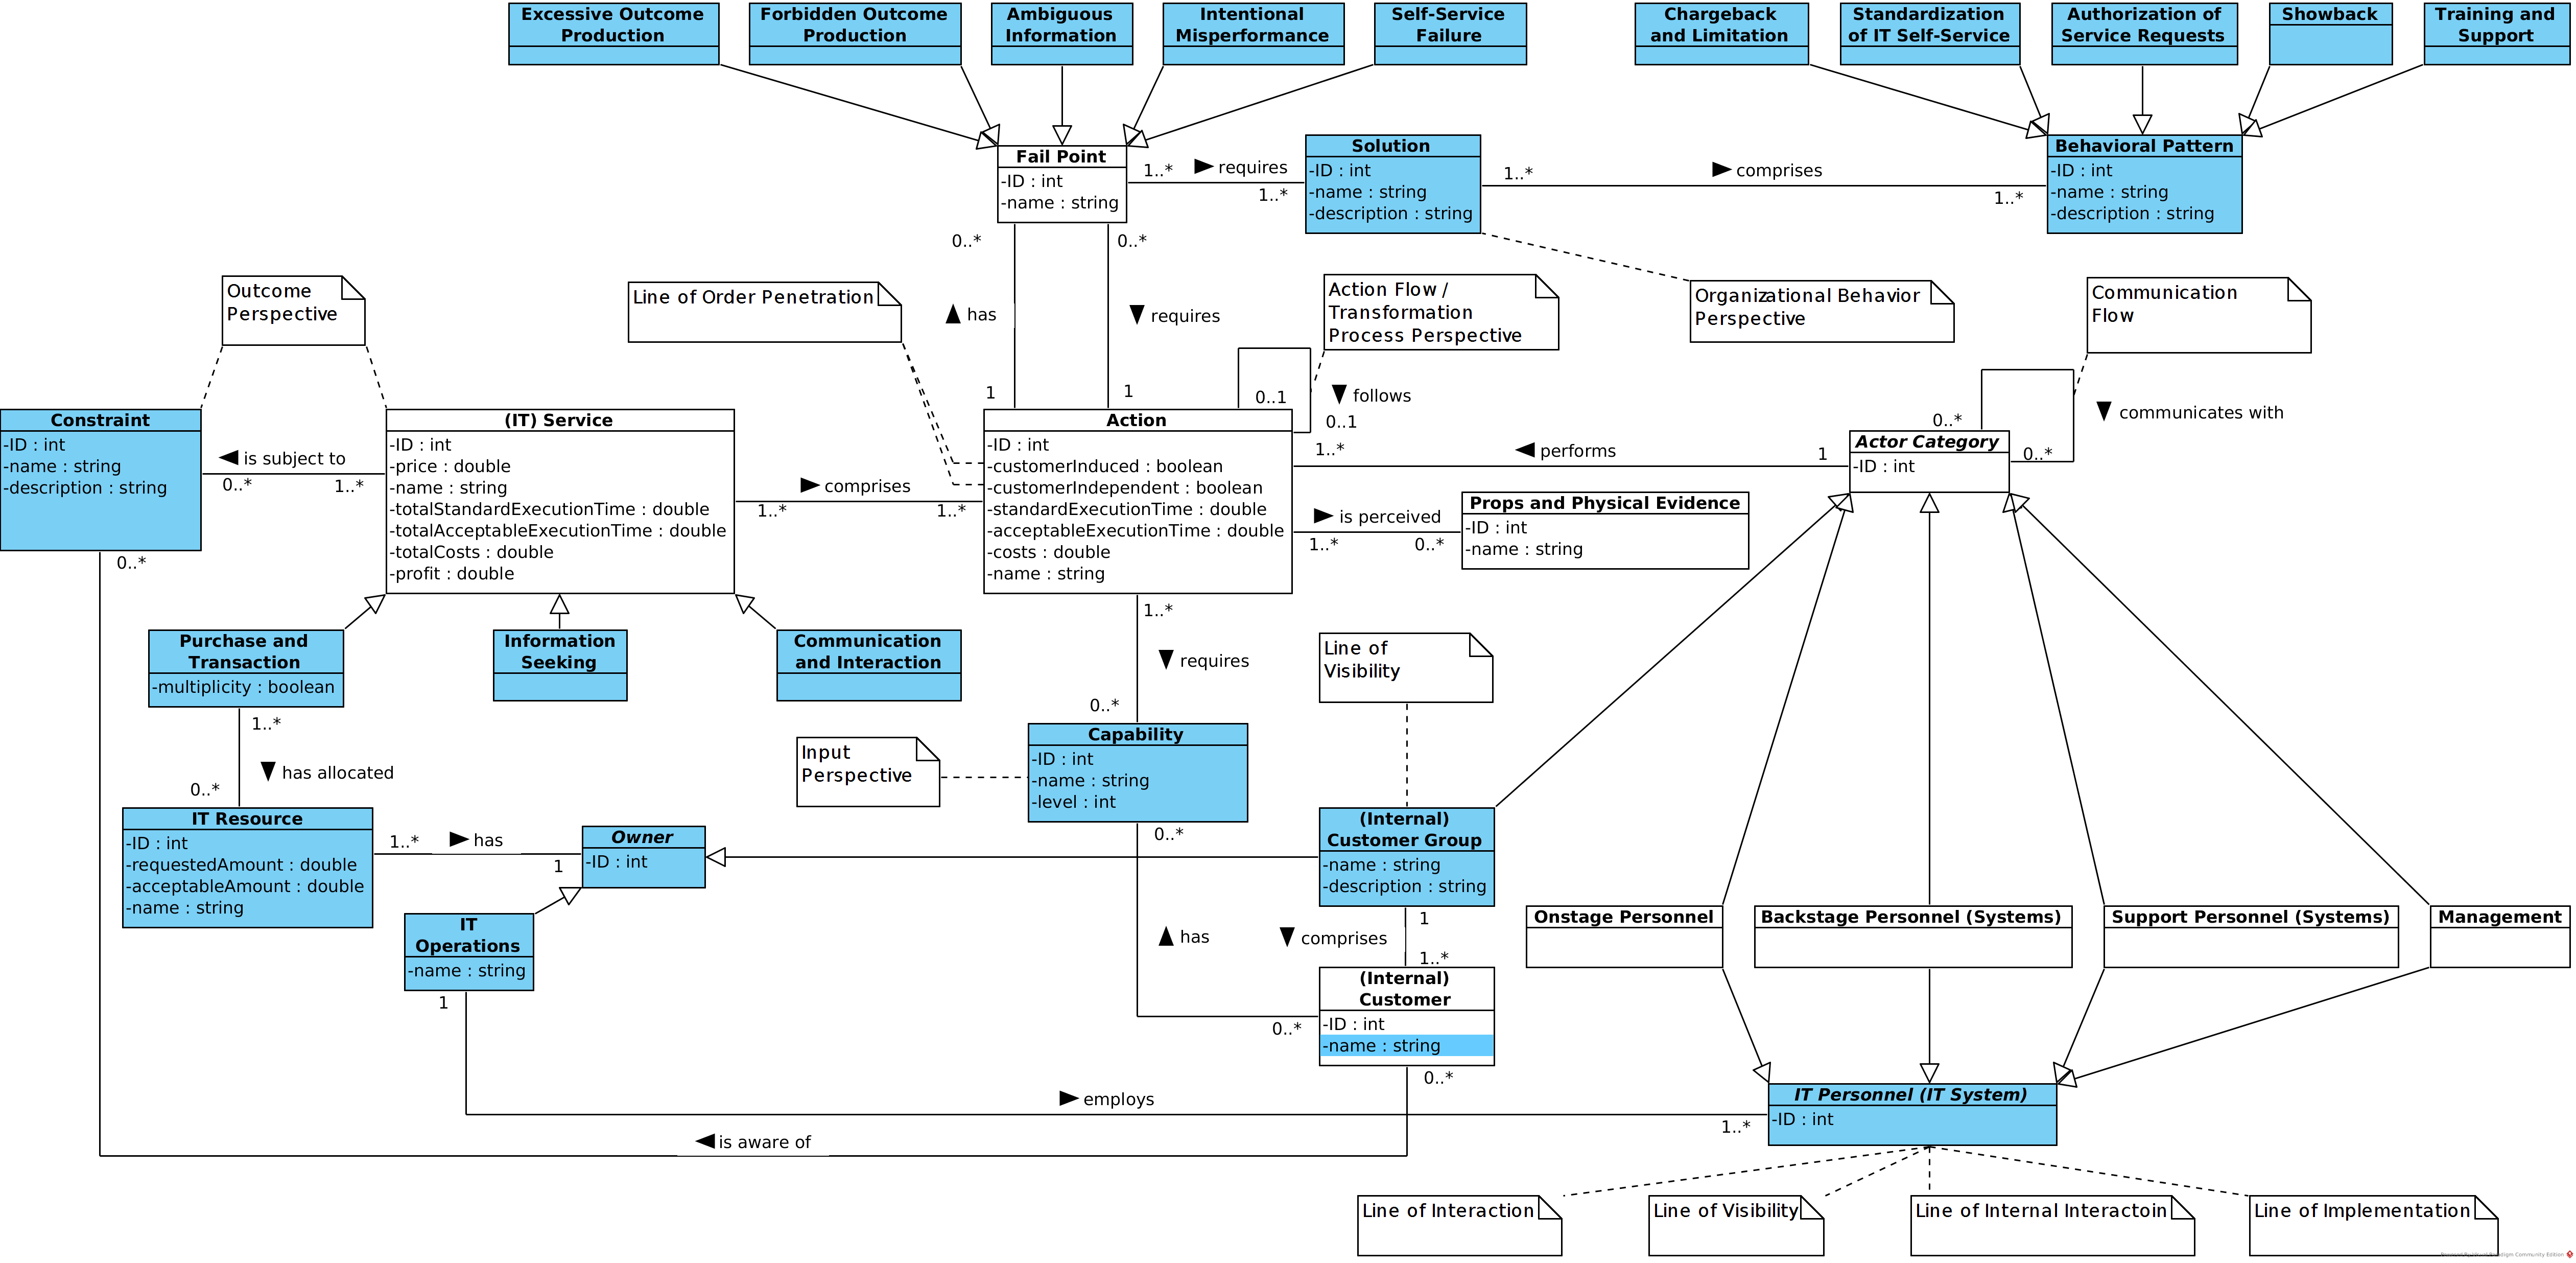 Excessive Outcome
Production
Forbidden Outcome
Production
Ambiguous
Information
Intentional
Misperformance
Self-Service
Failure
Chargeback
and Limitation
Standardization
of IT Self-Service
Authorization of
Service Requests
Showback
Training and
Support
Fail Point
-ID : int
-name : string
1..*
requires
1..*
Solution
-ID : int
-name : string
-description : string
1..*
comprises
1..*
Behavioral Pattern
-ID : int
-name : string
-description : string
0..*
0..*
has
requires
1
1
Outcome
Perspective
Line of Order Penetration
Action Flow /
Transformation
Process Perspective
Organizational Behavior
Perspective
Communication
Flow
0..1
follows
0..1
0..*
communicates with
0..*
Constraint
-ID : int
-name : string
-description : string
is subject to
0..*
1..*
(IT) Service
-ID : int
-price : double
-name : string
-totalStandardExecutionTime : double
-totalAcceptableExecutionTime : double
-totalCosts : double
-profit : double
comprises
1..*
1..*
Action
-ID : int
-customerInduced : boolean
-customerIndependent : boolean
-standardExecutionTime : double
-acceptableExecutionTime : double
-costs : double
-name : string
1..*
performs
1
Actor Category
-ID : int
is perceived
1..*
0..*
Props and Physical Evidence
-ID : int
-name : string
0..*
Purchase and
Transaction
-multiplicity : boolean
Information
Seeking
Communication
and Interaction
1..*
requires
0..*
Line of
Visibility
1..*
has allocated
0..*
Input
Perspective
Capability
-ID : int
-name : string
-level : int
0..*
IT Resource
-ID : int
-requestedAmount : double
-acceptableAmount : double
-name : string
1..*
has
1
Owner
-ID : int
(Internal)
Customer Group
-name : string
-description : string
IT
Operations
-name : string
1
has
1
comprises
1..*
0..*
(Internal)
Customer
-ID : int
-name : string
0..*
Onstage Personnel
Backstage Personnel (Systems)
Support Personnel (Systems)
Management
employs
1..*
IT Personnel (IT System)
-ID : int
is aware of
Line of Interaction
Line of Visibility
Line of Internal Interactoin
Line of Implementation